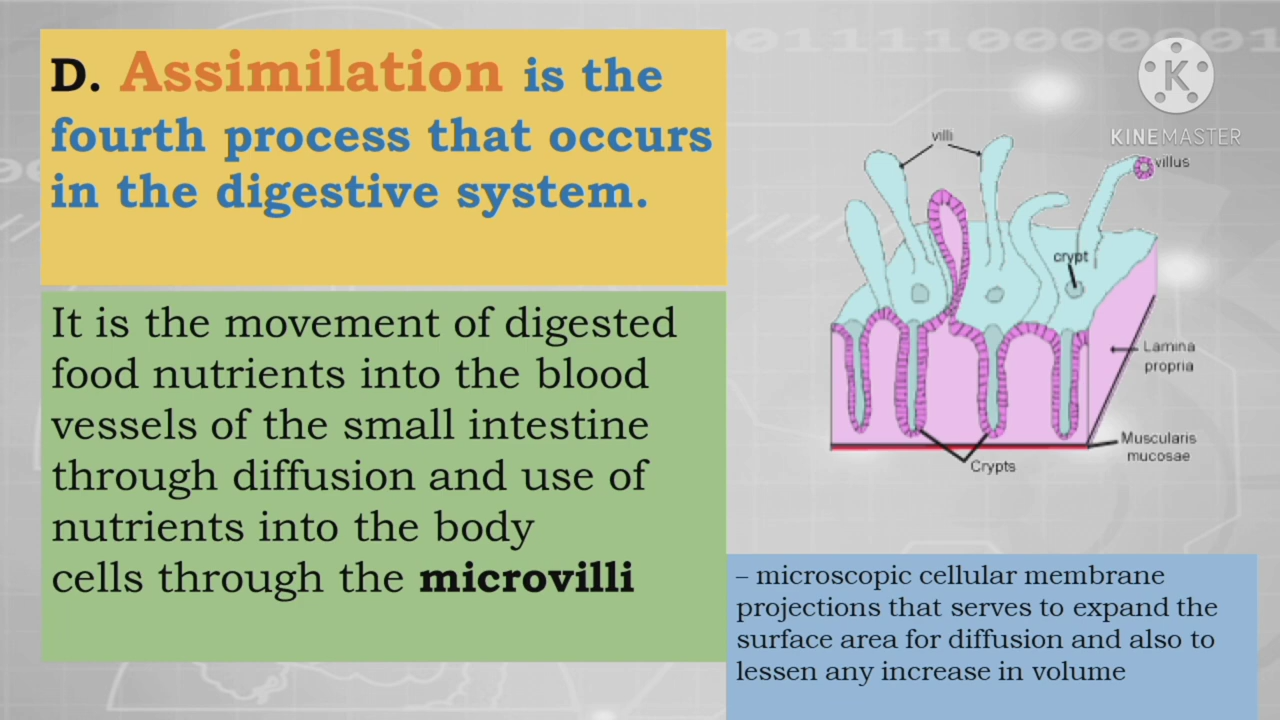 D. Assimilation is the
fourth process that occurs
in the digestive system.
It is the movement of digested
food nutrients into the blood
vessels of the small intestine
through diffusion and use of
nutrients into the body
cells through the microvilli
KINEMASTER
K
villi
villus
crypt
Lamina
propria
Muscularis
mucosae
Crypts
– microscopic cellular membrane
projections that serves to expand the
surface area for diffusion and also to
lessen any increase in volume